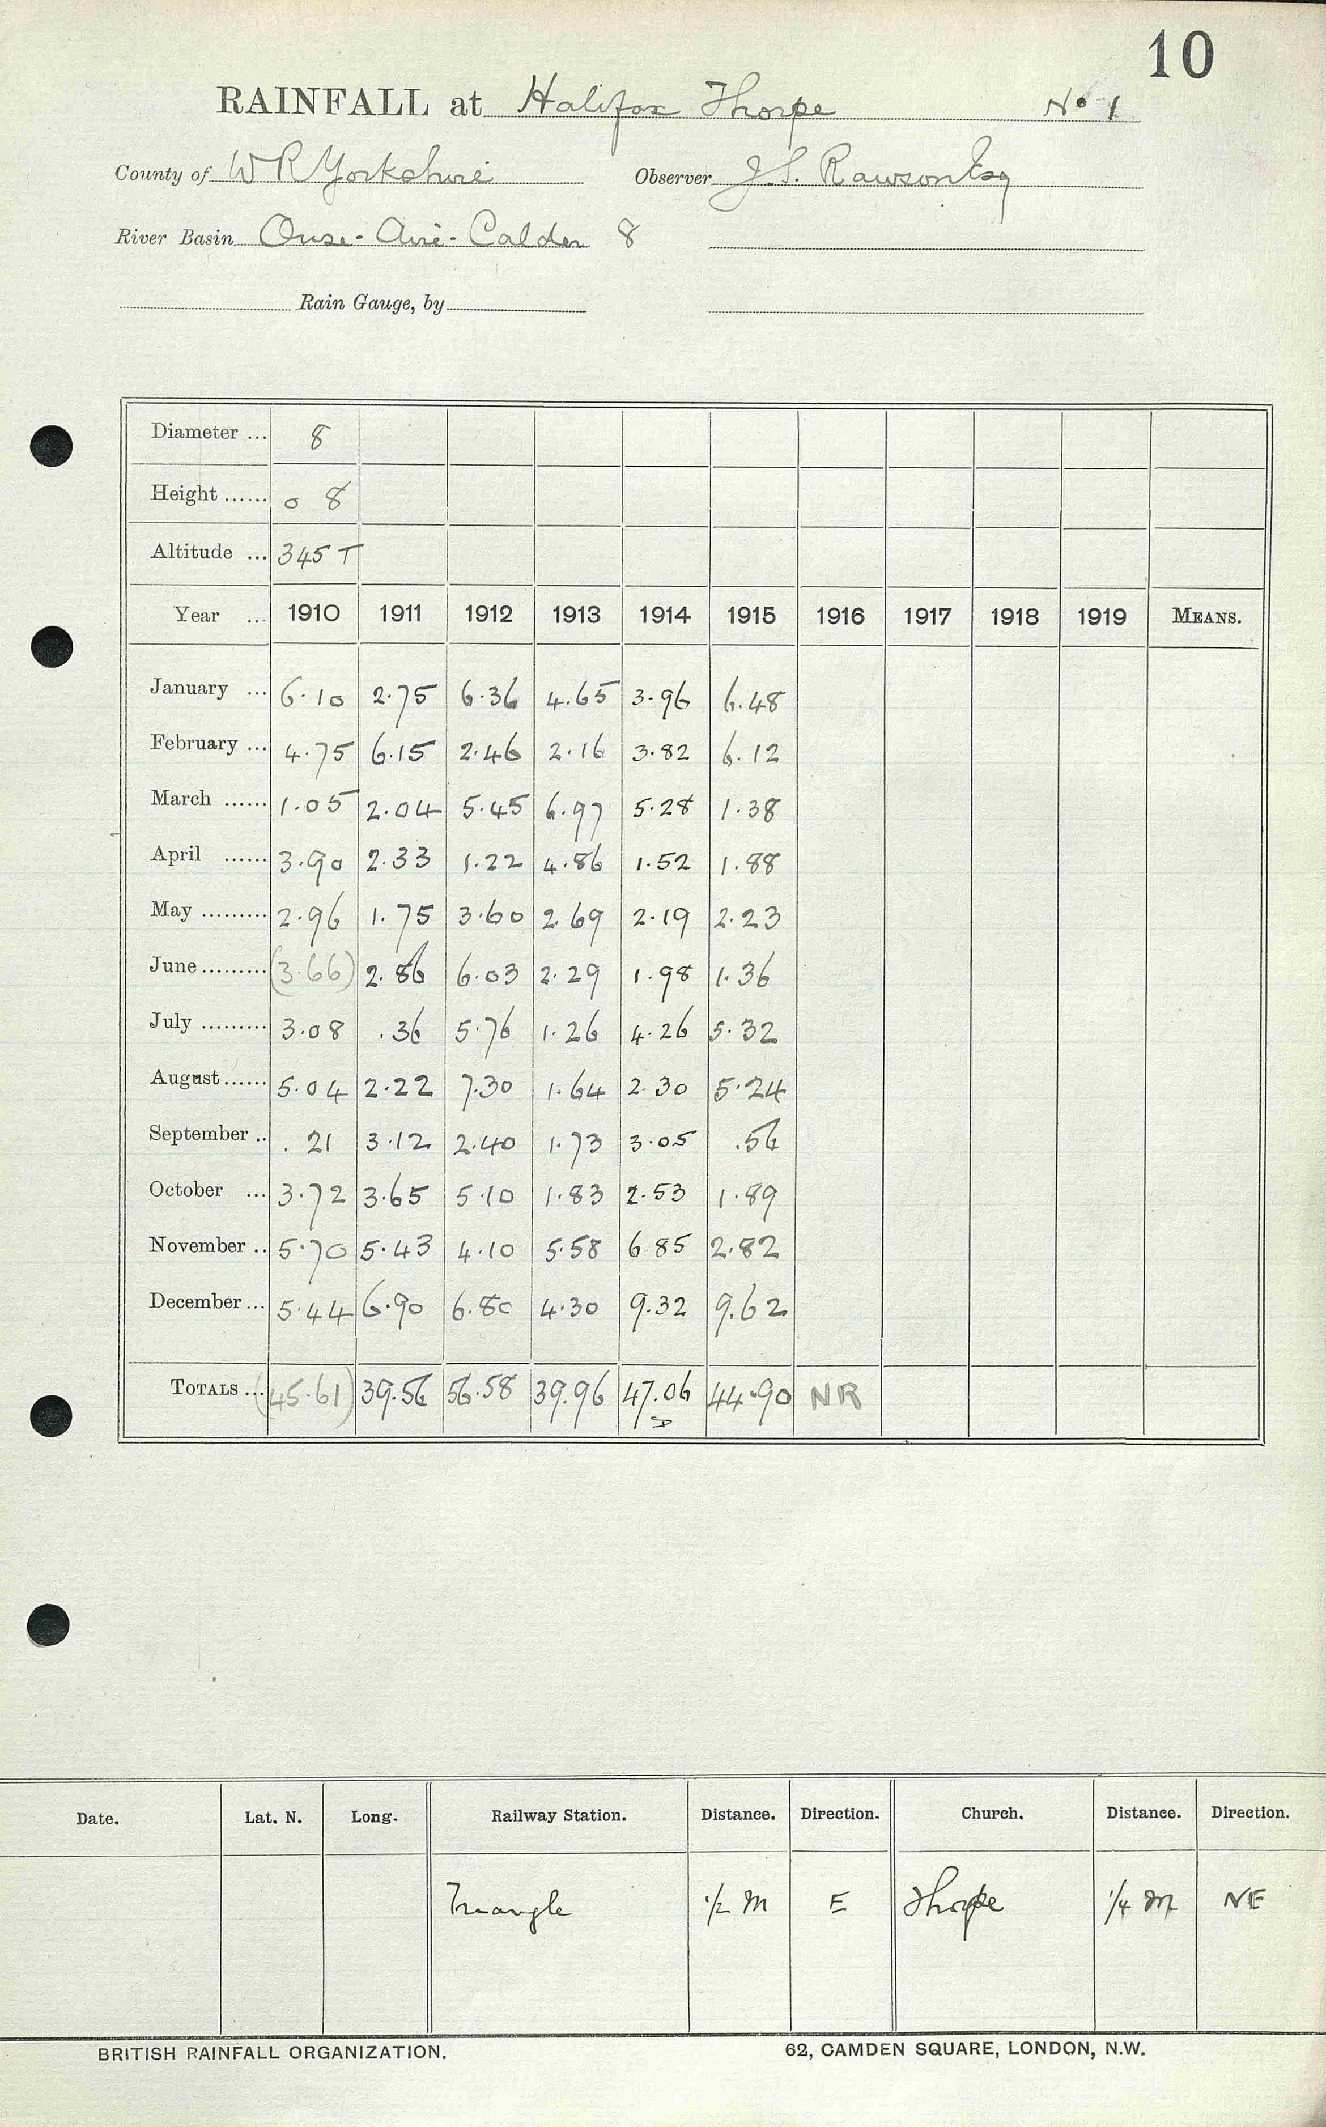 10
RAINFALL at Halifax Thorpe No 1
County of W R Yorkshire Observer J.S. Rawson Esq
River Basin Ouse - Aire - Calder 8
Rain Gauge, by
Diameter ... 8
Height ...... 0 8
Altitude ... 345 T
Year ... 1910 1911 1912 1913 1914 1915 1916 1917 1918 1919 MEANS.
January ... 6.10 2.75 6.36 4.65 3.96 6.48
February ... 4.75 6.15 2.46 2.16 3.82 6.12
March ...... 1.05 2.04 5.45 6.97 5.28 1.38
April ...... 3.90 2.33 1.22 4.86 1.52 1.88
May ......... 2.96 1.75 3.60 2.69 2.19 2.23
June ......... (3.66) 2.86 6.03 2.29 1.98 1.36
July ......... 3.08 .36 5.76 1.26 4.26 5.32
August ...... 5.04 2.22 7.30 1.64 2.30 5.24
September .. .21 3.12 2.40 1.73 3.05 .56
October ... 3.72 3.65 5.10 1.83 2.53 1.89
November .. 5.70 5.43 4.10 5.58 6.85 2.82
December ... 5.44 6.90 6.80 4.30 9.32 9.62
TOTALS ... (45.61) 39.56 56.58 39.96 47.06 44.90 NR
Date. Lat. N. Long. Railway Station. Distance. Direction. Church. Distance. Direction.
Triangle 1/2 M E Thorpe 1/4 M NE
BRITISH RAINFALL ORGANIZATION. 62, CAMDEN SQUARE, LONDON, N.W.